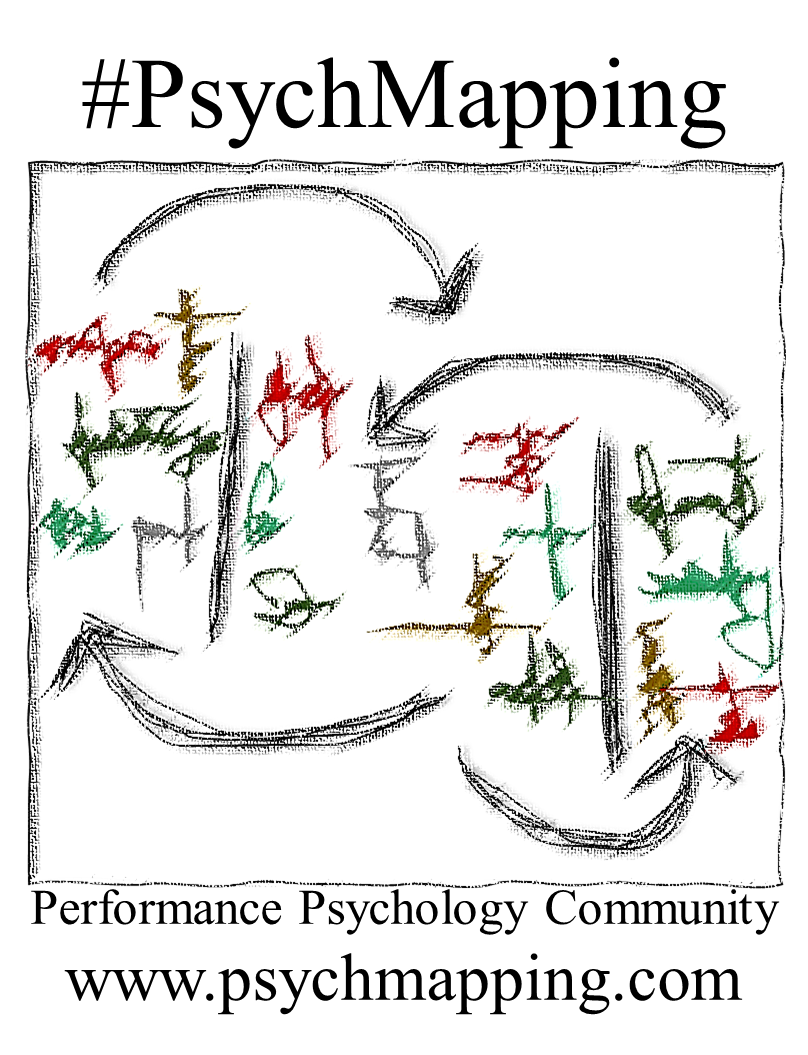 #PsychMapping
Performance Psychology Community
www.psychmapping.com